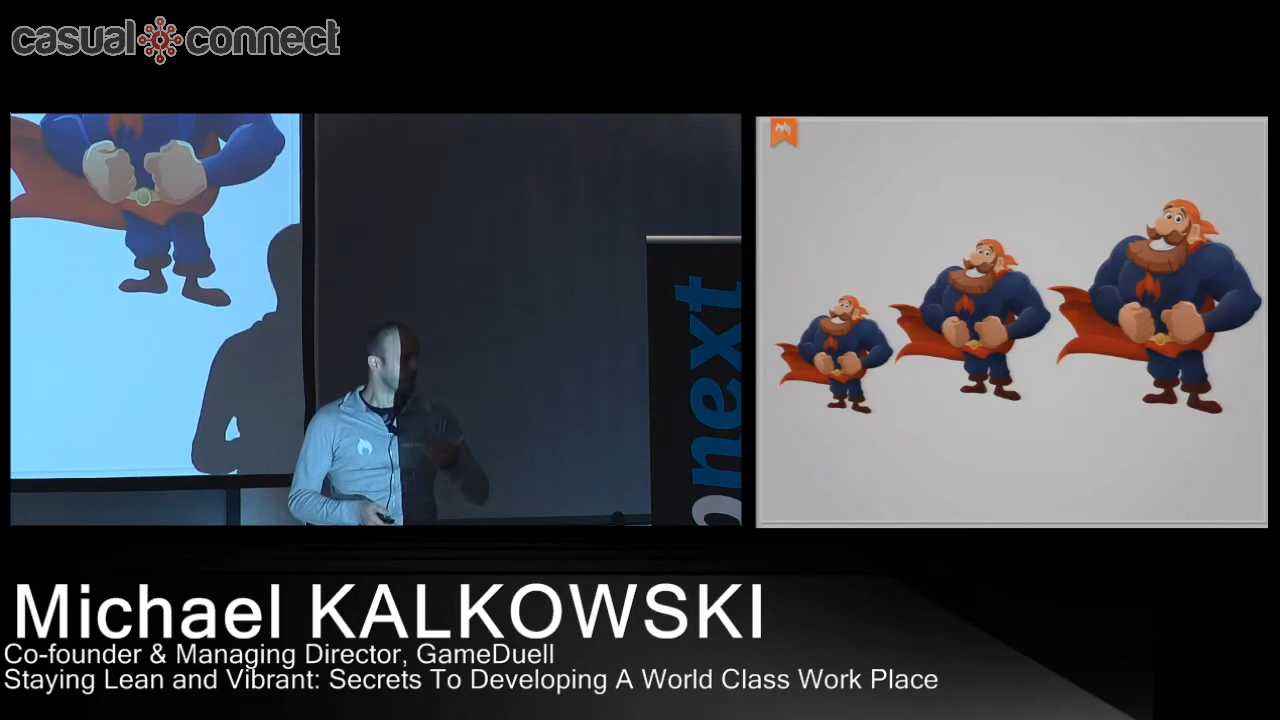 casual connect
next
Michael KALKOWSKI
Co-founder & Managing Director, GameDuell
Staying Lean and Vibrant: Secrets To Developing A World Class Work Place